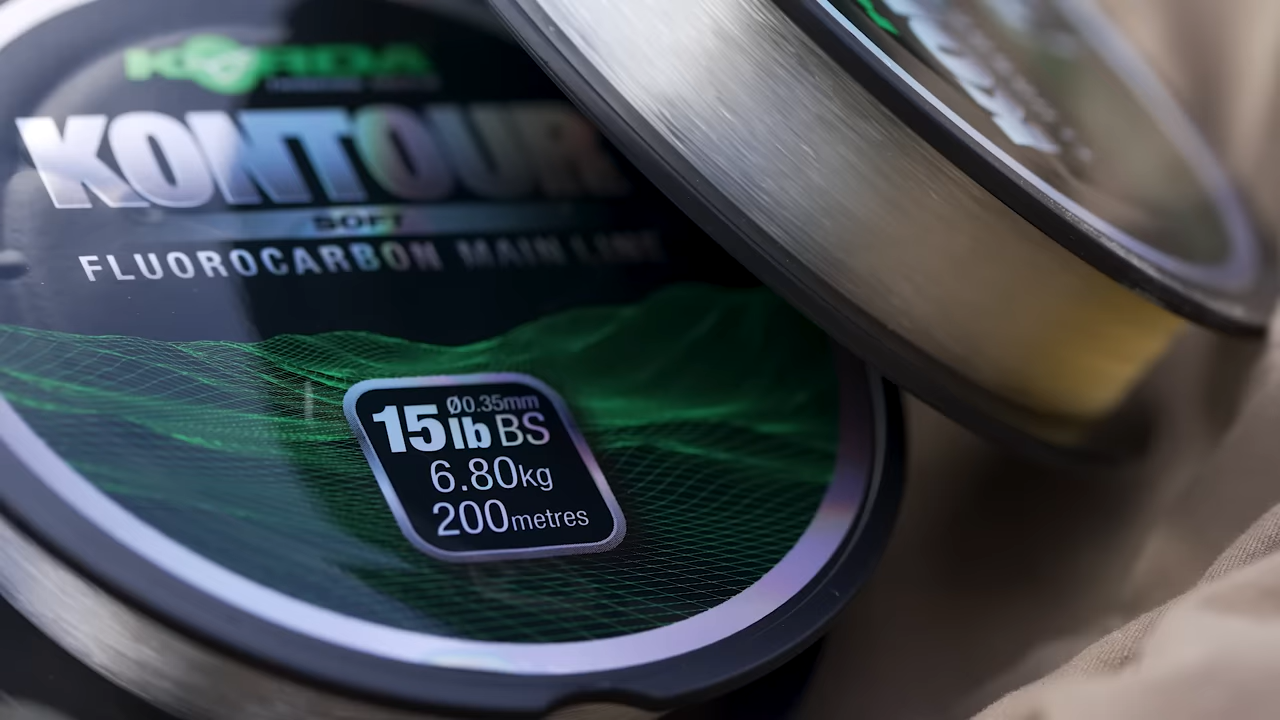 KORDA
KONTOUR
SOFT
FLUOROCARBON MAIN LINE
Ø0.35mm
15lb BS
6.80kg
200metres